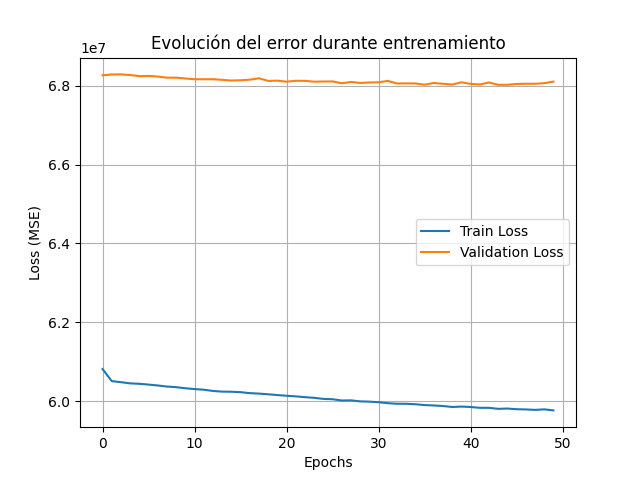 Evolución del error durante entrenamiento
1e7
6.8
6.6
6.4
6.2
6.0
Loss (MSE)
Train Loss
Validation Loss
0 10 20 30 40 50
Epochs